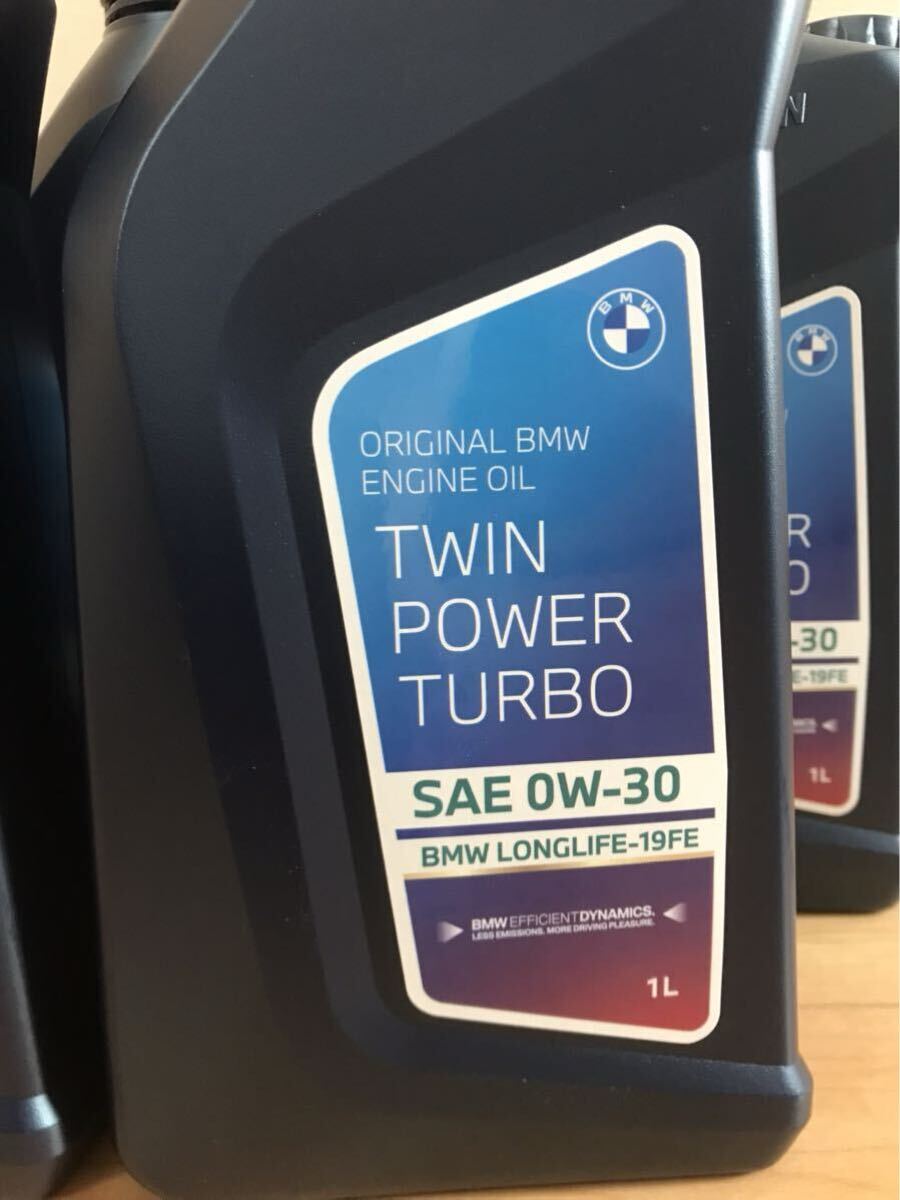 BMW
ORIGINAL BMW
ENGINE OIL
TWIN
POWER
TURBO
SAE 0W-30
BMW LONGLIFE-19FE
BMW EFFICIENTDYNAMICS.
LESS EMISSIONS. MORE DRIVING PLEASURE.
1L
N
BMW
R
O
-30
E-19FE
1L